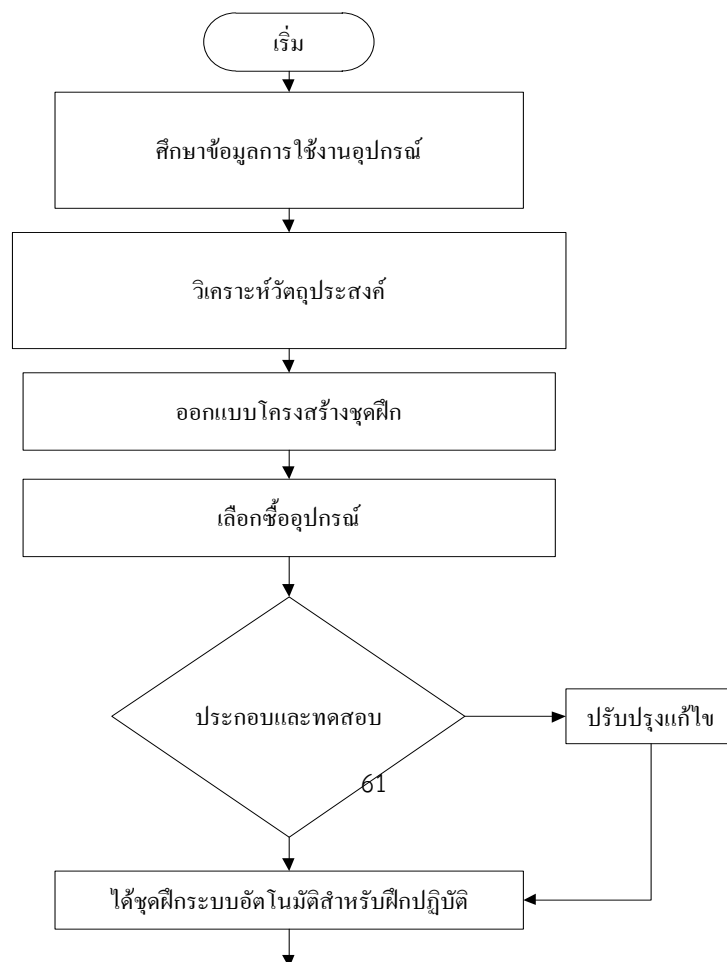 เริ่ม
ศึกษาข้อมูลการใช้งานอุปกรณ์
วิเคราะห์วัตถุประสงค์
ออกแบบโครงสร้างชุดฝึก
เลือกซื้ออุปกรณ์
ประกอบและทดสอบ
ปรับปรุงแก้ไข
61
ได้ชุดฝึกระบบอัตโนมัติสำหรับฝึกปฏิบัติ